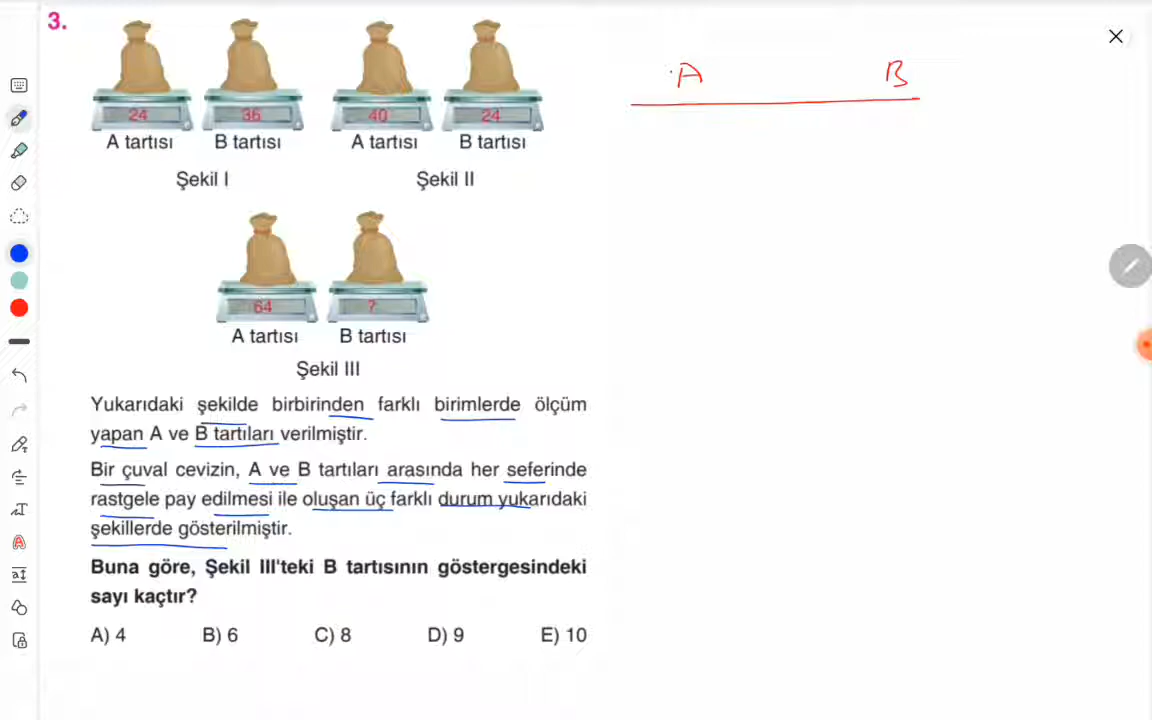 3.
24 36 40 24
A tartısı B tartısı A tartısı B tartısı
Şekil I Şekil II
64 ?
A tartısı B tartısı
Şekil III
Yukarıdaki şekilde birbirinden farklı birimlerde ölçüm
yapan A ve B tartıları verilmiştir.
Bir çuval cevizin, A ve B tartıları arasında her seferinde
rastgele pay edilmesi ile oluşan üç farklı durum yukarıdaki
şekillerde gösterilmiştir.
Buna göre, Şekil III'teki B tartısının göstergesindeki
sayı kaçtır?
A) 4 B) 6 C) 8 D) 9 E) 10
A B